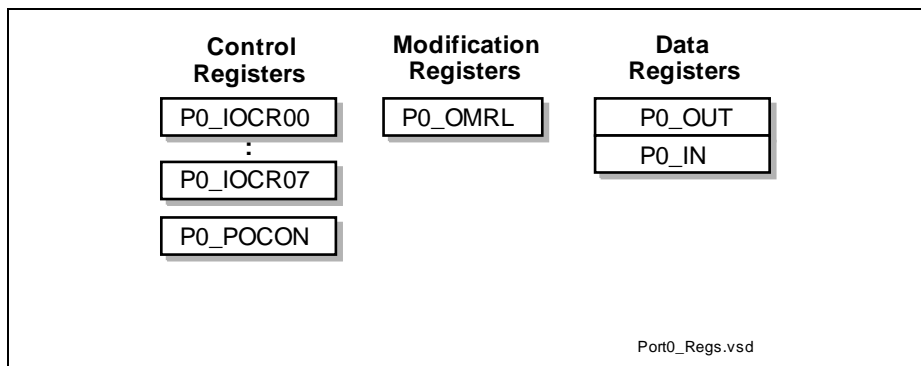 Control
Registers
P0_IOCR00
:
P0_IOCR07
P0_POCON
Modification
Registers
P0_OMRL
Data
Registers
P0_OUT
P0_IN
Port0_Regs.vsd